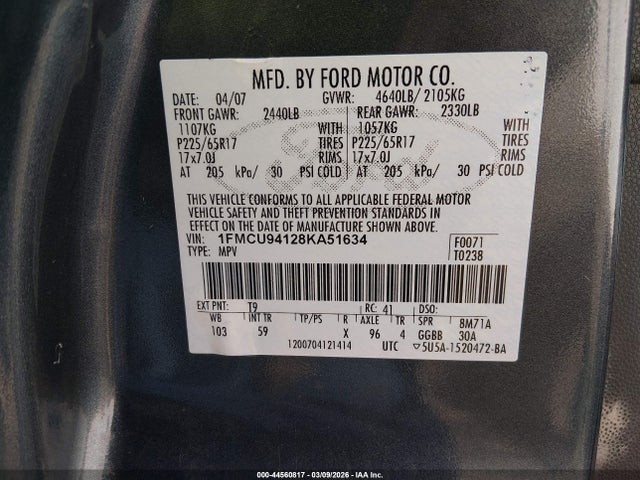 MFD. BY FORD MOTOR CO.
DATE: 04/07 GVWR: 4640LB/ 2105KG
FRONT GAWR: 2440LB REAR GAWR: 2330LB
1107KG WITH 1057KG WITH
P225/65R17 TIRES P225/65R17 TIRES
17x7.0J RIMS 17x7.0J RIMS
AT 205 kPa/ 30 PSI COLD AT 205 kPa/ 30 PSI COLD
THIS VEHICLE CONFORMS TO ALL APPLICABLE FEDERAL MOTOR
VEHICLE SAFETY AND THEFT PREVENTION STANDARDS IN
EFFECT ON THE DATE OF MANUFACTURE SHOWN ABOVE.
VIN: 1FMCU94128KA51634 F0071
TYPE: MPV T0238
EXT PNT: T9 RC: 41 DSO:
WB INT TR TP/PS R AXLE TR SPR 8M71A
103 59 X 96 4 GGBB 30A
1200704121414 UTC ▽5U5A-1520472-BA
000-44560817 - 03/09/2026 - IAA Inc.